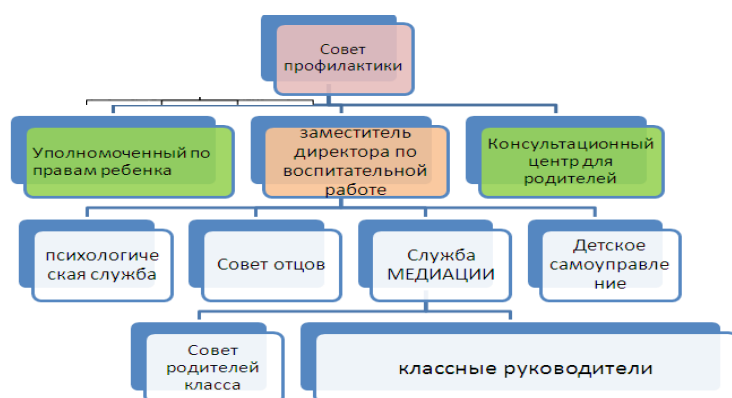 Совет
профилактики
Уполномоченный по
правам ребенка
заместитель
директора по
воспитательной
работе
Консультационный
центр для
родителей
психологиче
ская служба
Совет отцов
Служба
МЕДИАЦИИ
Детское
самоуправле
ние
Совет
родителей
класса
классные руководители